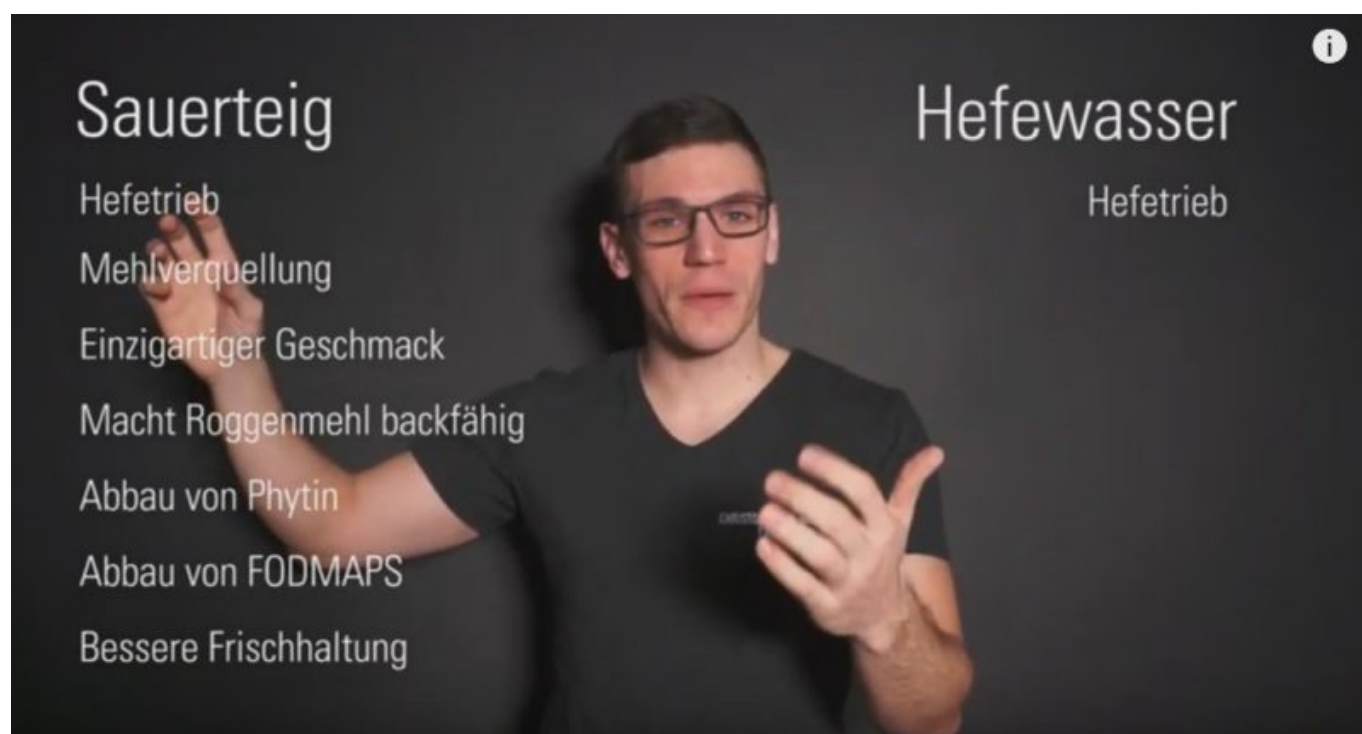 Sauerteig
Hefetrieb
Mehlverquellung
Einzigartiger Geschmack
Macht Roggenmehl backfähig
Abbau von Phytin
Abbau von FODMAPS
Bessere Frischhaltung
Hefewasser
Hefetrieb
i